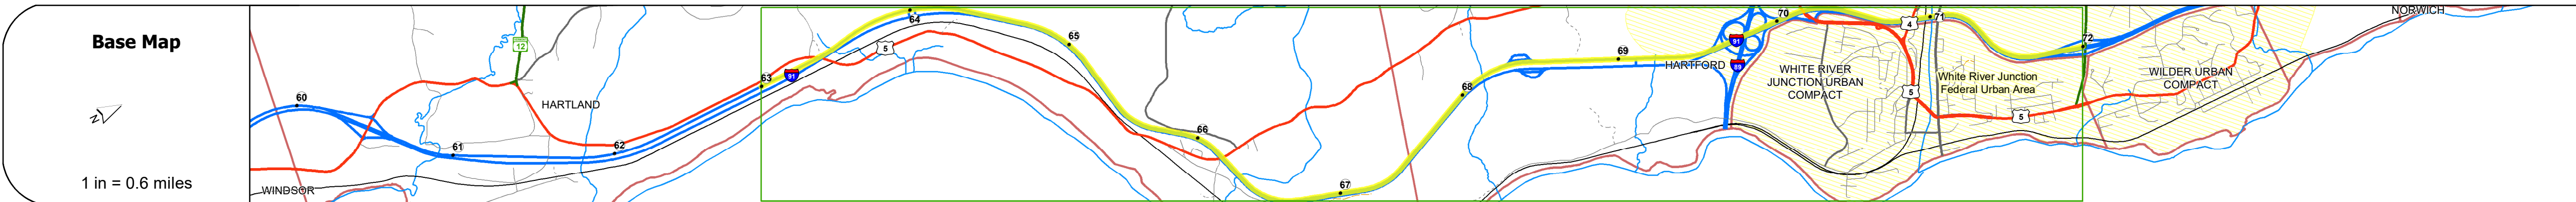 Base Map
N
1 in = 0.6 miles
WINDSOR
60
61
12
HARTLAND
62
63
91
5
64
65
66
67
68
69
HARTFORD
91
89
70
WHITE RIVER
JUNCTION URBAN
COMPACT
4
5
71
White River Junction
Federal Urban Area
5
72
WILDER URBAN
COMPACT
NORWICH